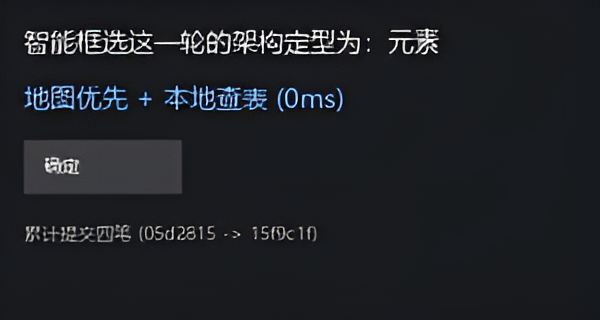 智能框选这一轮的架构定型为：元素
地图优先 + 本地查表 (0ms)
确定
累计提交四笔 (05d2815 -> 15f9c1f)